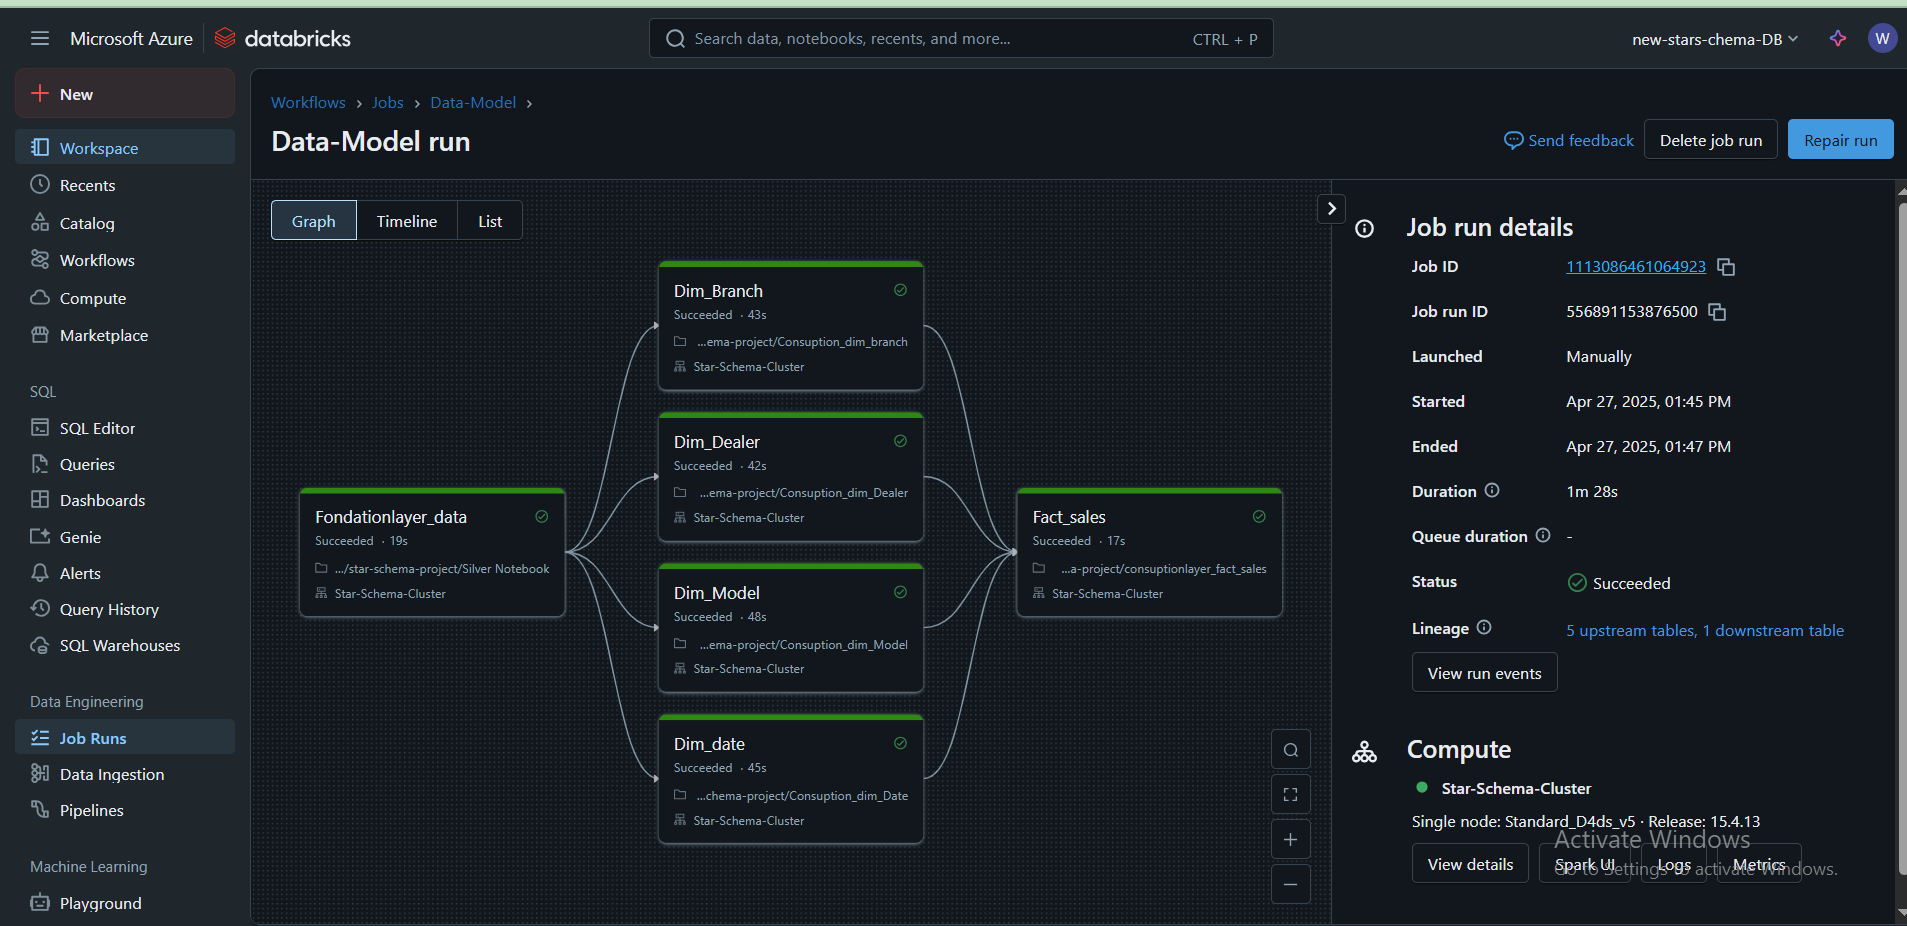 Microsoft Azure databricks
Search data, notebooks, recents, and more... CTRL + P
new-stars-chema-DB W
New
Workspace
Recents
Catalog
Workflows
Compute
Marketplace
SQL
SQL Editor
Queries
Dashboards
Genie
Alerts
Query History
SQL Warehouses
Data Engineering
Job Runs
Data Ingestion
Pipelines
Machine Learning
Playground
Workflows > Jobs > Data-Model >
Data-Model run
Send feedback Delete job run Repair run
Graph Timeline List
Fondationlayer_data
Succeeded · 19s
.../star-schema-project/Silver Notebook
Star-Schema-Cluster
Dim_Branch
Succeeded · 43s
...ema-project/Consuption_dim_branch
Star-Schema-Cluster
Dim_Dealer
Succeeded · 42s
...ema-project/Consuption_dim_Dealer
Star-Schema-Cluster
Dim_Model
Succeeded · 48s
...ema-project/Consuption_dim_Model
Star-Schema-Cluster
Dim_date
Succeeded · 45s
...chema-project/Consuption_dim_Date
Star-Schema-Cluster
Fact_sales
Succeeded · 17s
...a-project/consuptionlayer_fact_sales
Star-Schema-Cluster
Job run details
Job ID 1113086461064923
Job run ID 556891153876500
Launched Manually
Started Apr 27, 2025, 01:45 PM
Ended Apr 27, 2025, 01:47 PM
Duration 1m 28s
Queue duration -
Status Succeeded
Lineage 5 upstream tables, 1 downstream table
View run events
Compute
Star-Schema-Cluster
Single node: Standard_D4ds_v5 · Release: 15.4.13
View details Spark UI Logs Metrics
Activate Windows
Go to Settings to activate Windows.